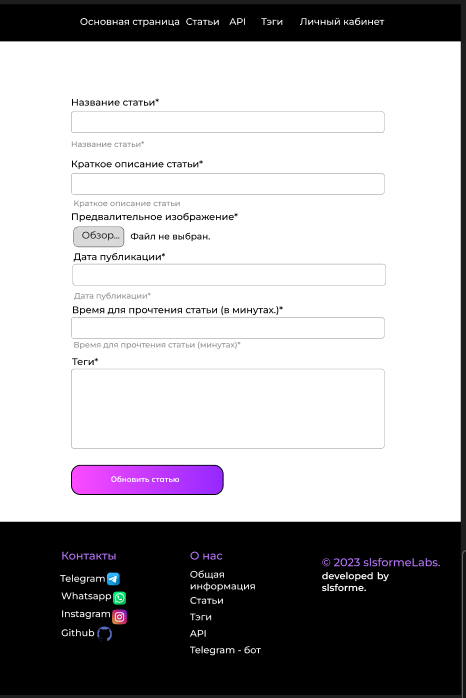 Основная страница Статьи API Тэги Личный кабинет
Название статьи*
Название статьи*
Краткое описание статьи*
Краткое описание статьи
Предвалительное изображение*
Обзор... Файл не выбран.
Дата публикации*
Дата публикации*
Время для прочтения статьи (в минутах.)*
Время для прочтения статьи (минутах)*
Теги*
Обновить статью
Контакты
Telegram
Whatsapp
Instagram
Github
О нас
Общая
информация
Статьи
Тэги
API
Telegram - бот
© 2023 slsformeLabs.
developed by
slsforme.